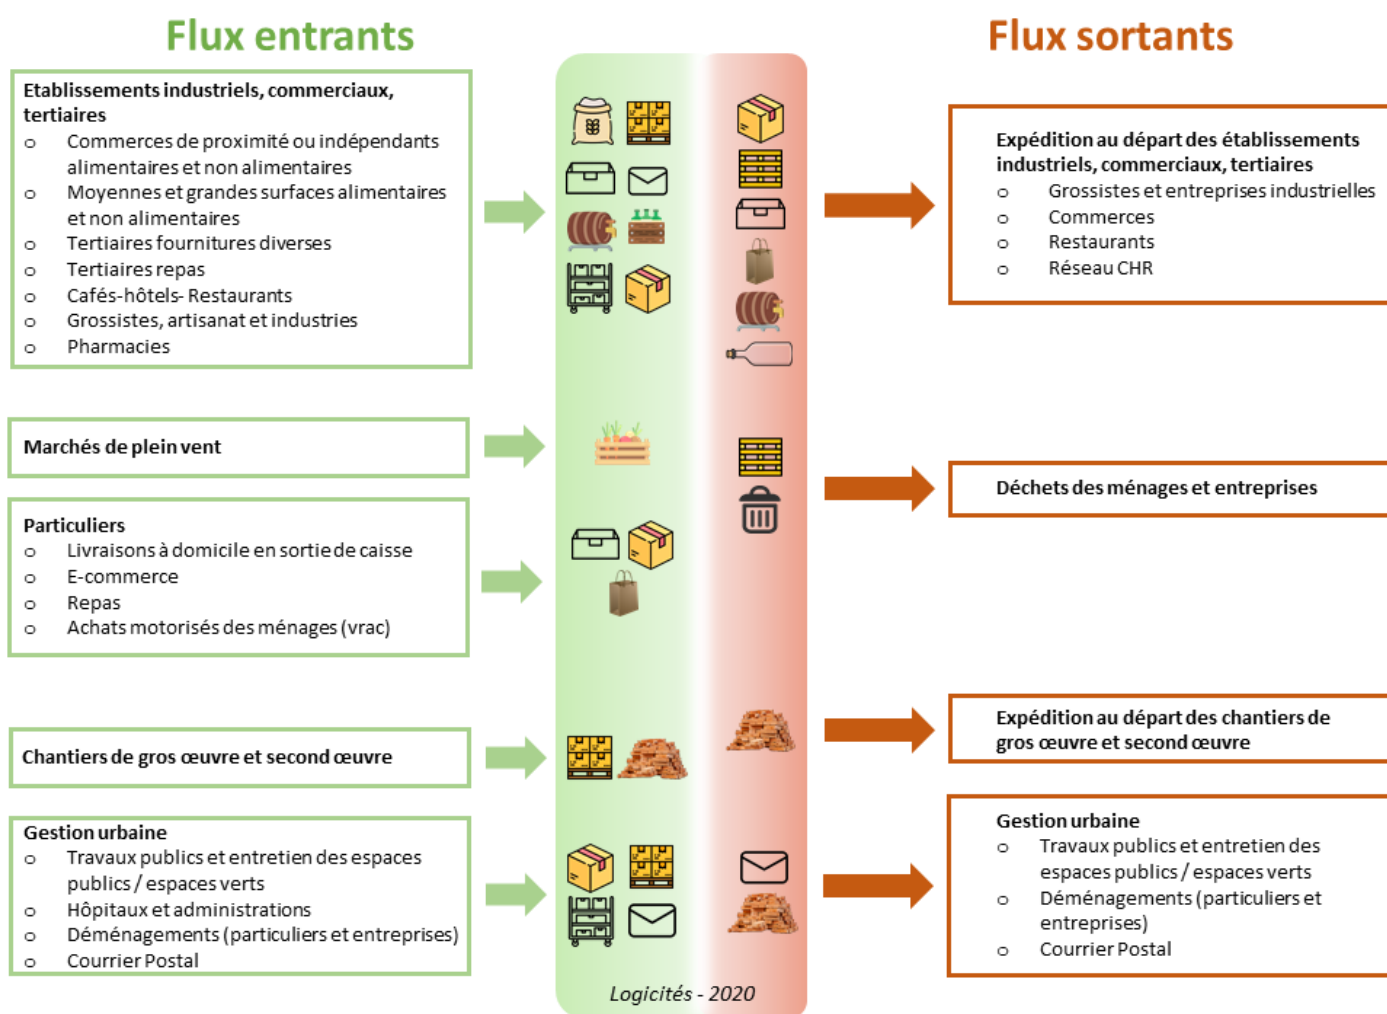 Flux entrants
Flux sortants
Etablissements industriels, commerciaux,
tertiaires
o Commerces de proximité ou indépendants
alimentaires et non alimentaires
o Moyennes et grandes surfaces alimentaires
et non alimentaires
o Tertiaires fournitures diverses
o Tertiaires repas
o Cafés-hôtels- Restaurants
o Grossistes, artisanat et industries
o Pharmacies
Marchés de plein vent
Particuliers
o Livraisons à domicile en sortie de caisse
o E-commerce
o Repas
o Achats motorisés des ménages (vrac)
Chantiers de gros œuvre et second œuvre
Gestion urbaine
o Travaux publics et entretien des espaces
publics / espaces verts
o Hôpitaux et administrations
o Déménagements (particuliers et entreprises)
o Courrier Postal
Expédition au départ des établissements
industriels, commerciaux, tertiaires
o Grossistes et entreprises industrielles
o Commerces
o Restaurants
o Réseau CHR
Déchets des ménages et entreprises
Expédition au départ des chantiers de
gros œuvre et second œuvre
Gestion urbaine
o Travaux publics et entretien des
espaces publics / espaces verts
o Déménagements (particuliers et
entreprises)
o Courrier Postal
Logicités - 2020